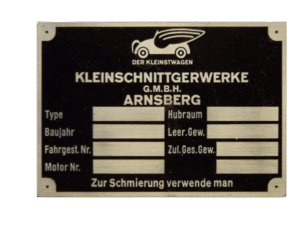 DER KLEINSTWAGEN
KLEINSCHNITTGERWERKE
G.M.B.H.
ARNSBERG
Type Hubraum
Baujahr Leer.Gew.
Fahrgest.Nr. Zul.Ges.Gew.
Motor Nr.
Zur Schmierung verwende man